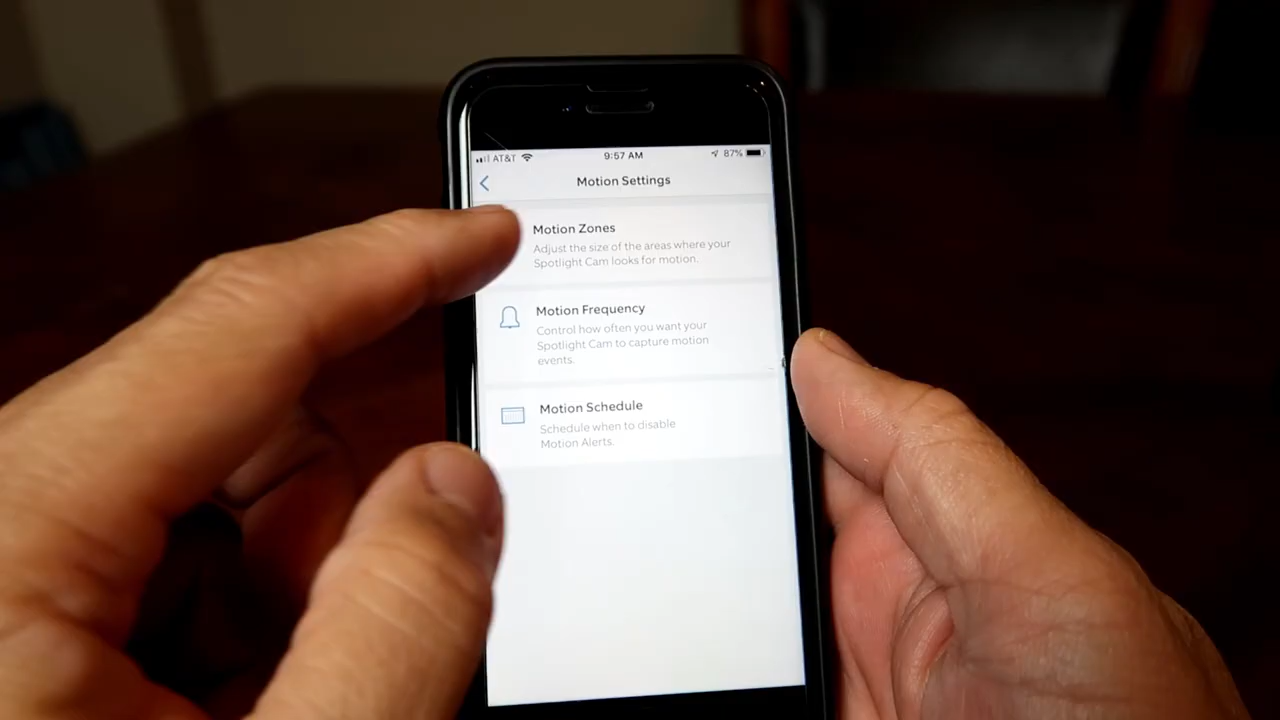 AT&T 9:57 AM 87%
Motion Settings
Motion Zones
Adjust the size of the areas where your
Spotlight Cam looks for motion.
Motion Frequency
Control how often you want your
Spotlight Cam to capture motion
events.
Motion Schedule
Schedule when to disable
Motion Alerts.